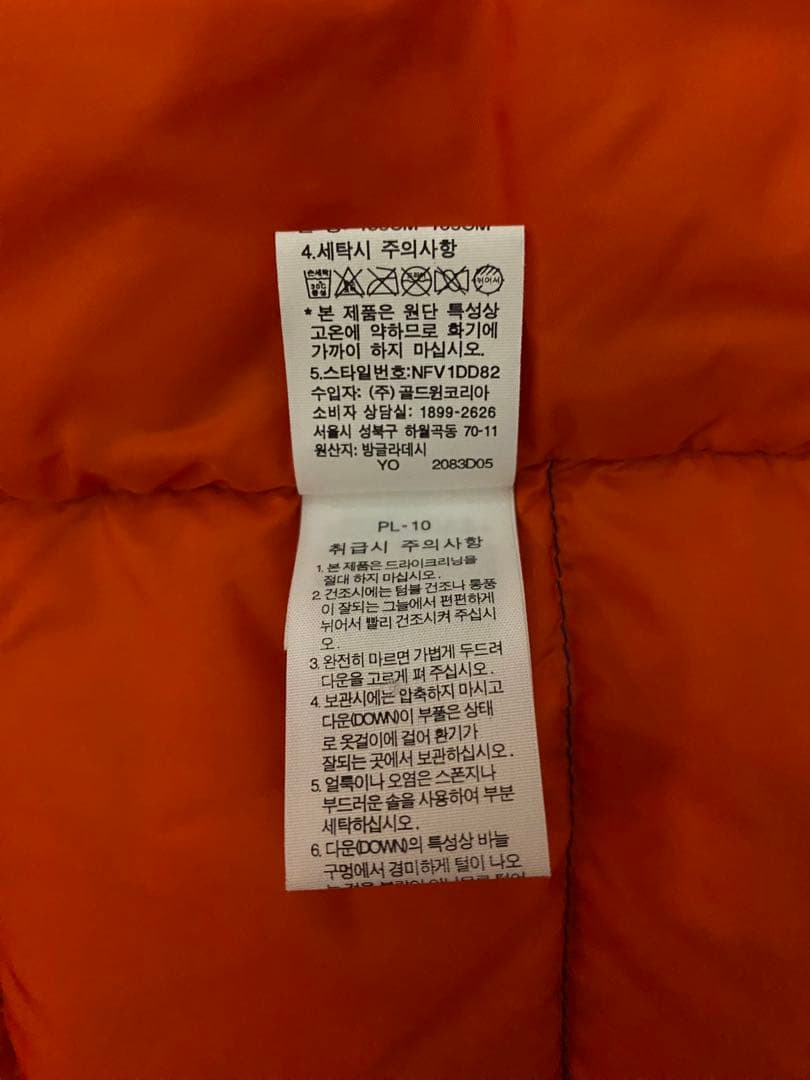 4.세탁시 주의사항
손세탁
30℃
중성
* 본 제품은 원단 특성상
고온에 약하므로 화기에
가까이 하지 마십시오.
5.스타일번호:NFV1DD82
수입자: (주) 골드윈코리아
소비자 상담실: 1899-2626
서울시 성북구 하월곡동 70-11
원산지: 방글라데시
YO 2083D05
PL-10
취급시 주의사항
1. 본 제품은 드라이크리닝을
절대 하지 마십시오.
2. 건조시에는 텀블 건조나 통풍
이 잘되는 그늘에서 편편하게
뉘어서 빨리 건조시켜 주십시
오.
3. 완전히 마르면 가볍게 두드려
다운을 고르게 펴 주십시오.
4. 보관시에는 압축하지 마시고
다운(DOWN)이 부풀은 상태
로 옷걸이에 걸어 환기가
잘되는 곳에서 보관하십시오.
5. 얼룩이나 오염은 스폰지나
부드러운 솔을 사용하여 부분
세탁하십시오.
6. 다운(DOWN)의 특성상 바늘
구멍에서 경미하게 털이 나오